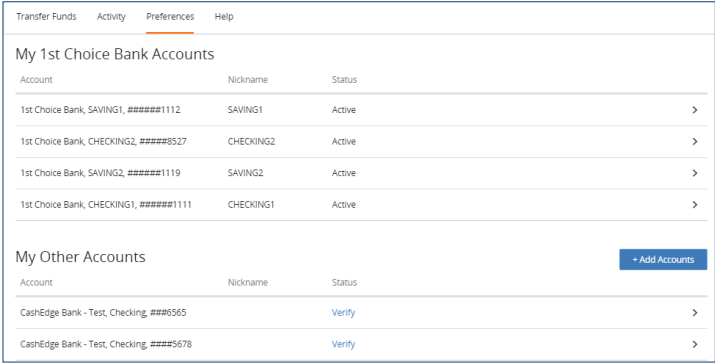 Transfer Funds Activity Preferences Help
My 1st Choice Bank Accounts
Account Nickname Status
1st Choice Bank, SAVING1, ######1112 SAVING1 Active >
1st Choice Bank, CHECKING2, #####8527 CHECKING2 Active >
1st Choice Bank, SAVING2, ######1119 SAVING2 Active >
1st Choice Bank, CHECKING1, ######1111 CHECKING1 Active >
My Other Accounts + Add Accounts
Account Nickname Status
CashEdge Bank - Test, Checking, ###6565 Verify >
CashEdge Bank - Test, Checking, ####5678 Verify >